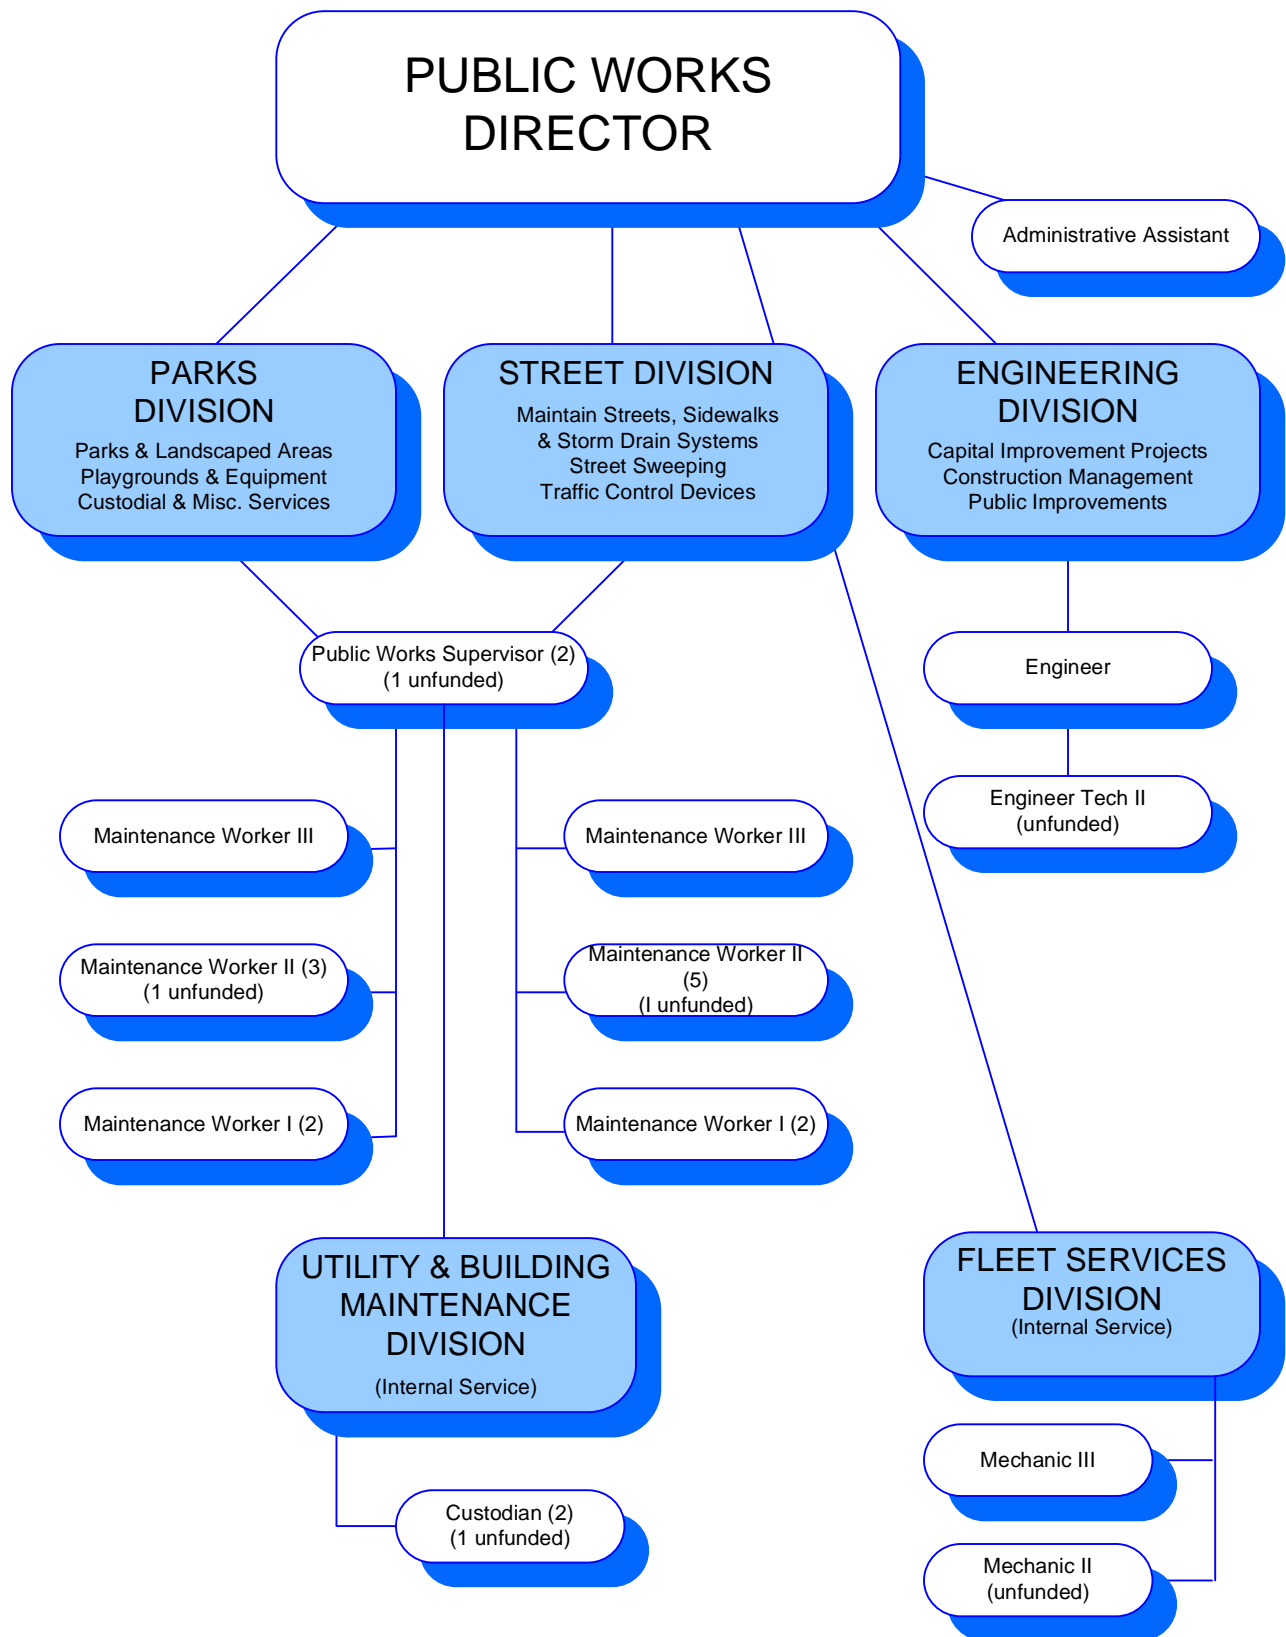 PUBLIC WORKS
DIRECTOR
Administrative Assistant
PARKS
DIVISION
Parks & Landscaped Areas
Playgrounds & Equipment
Custodial & Misc. Services
STREET DIVISION
Maintain Streets, Sidewalks
& Storm Drain Systems
Street Sweeping
Traffic Control Devices
ENGINEERING
DIVISION
Capital Improvement Projects
Construction Management
Public Improvements
Public Works Supervisor (2)
(1 unfunded)
Engineer
Engineer Tech II
(unfunded)
Maintenance Worker III
Maintenance Worker III
Maintenance Worker II (3)
(1 unfunded)
Maintenance Worker II
(5)
(I unfunded)
Maintenance Worker I (2)
Maintenance Worker I (2)
UTILITY & BUILDING
MAINTENANCE
DIVISION
(Internal Service)
FLEET SERVICES
DIVISION
(Internal Service)
Mechanic III
Custodian (2)
(1 unfunded)
Mechanic II
(unfunded)